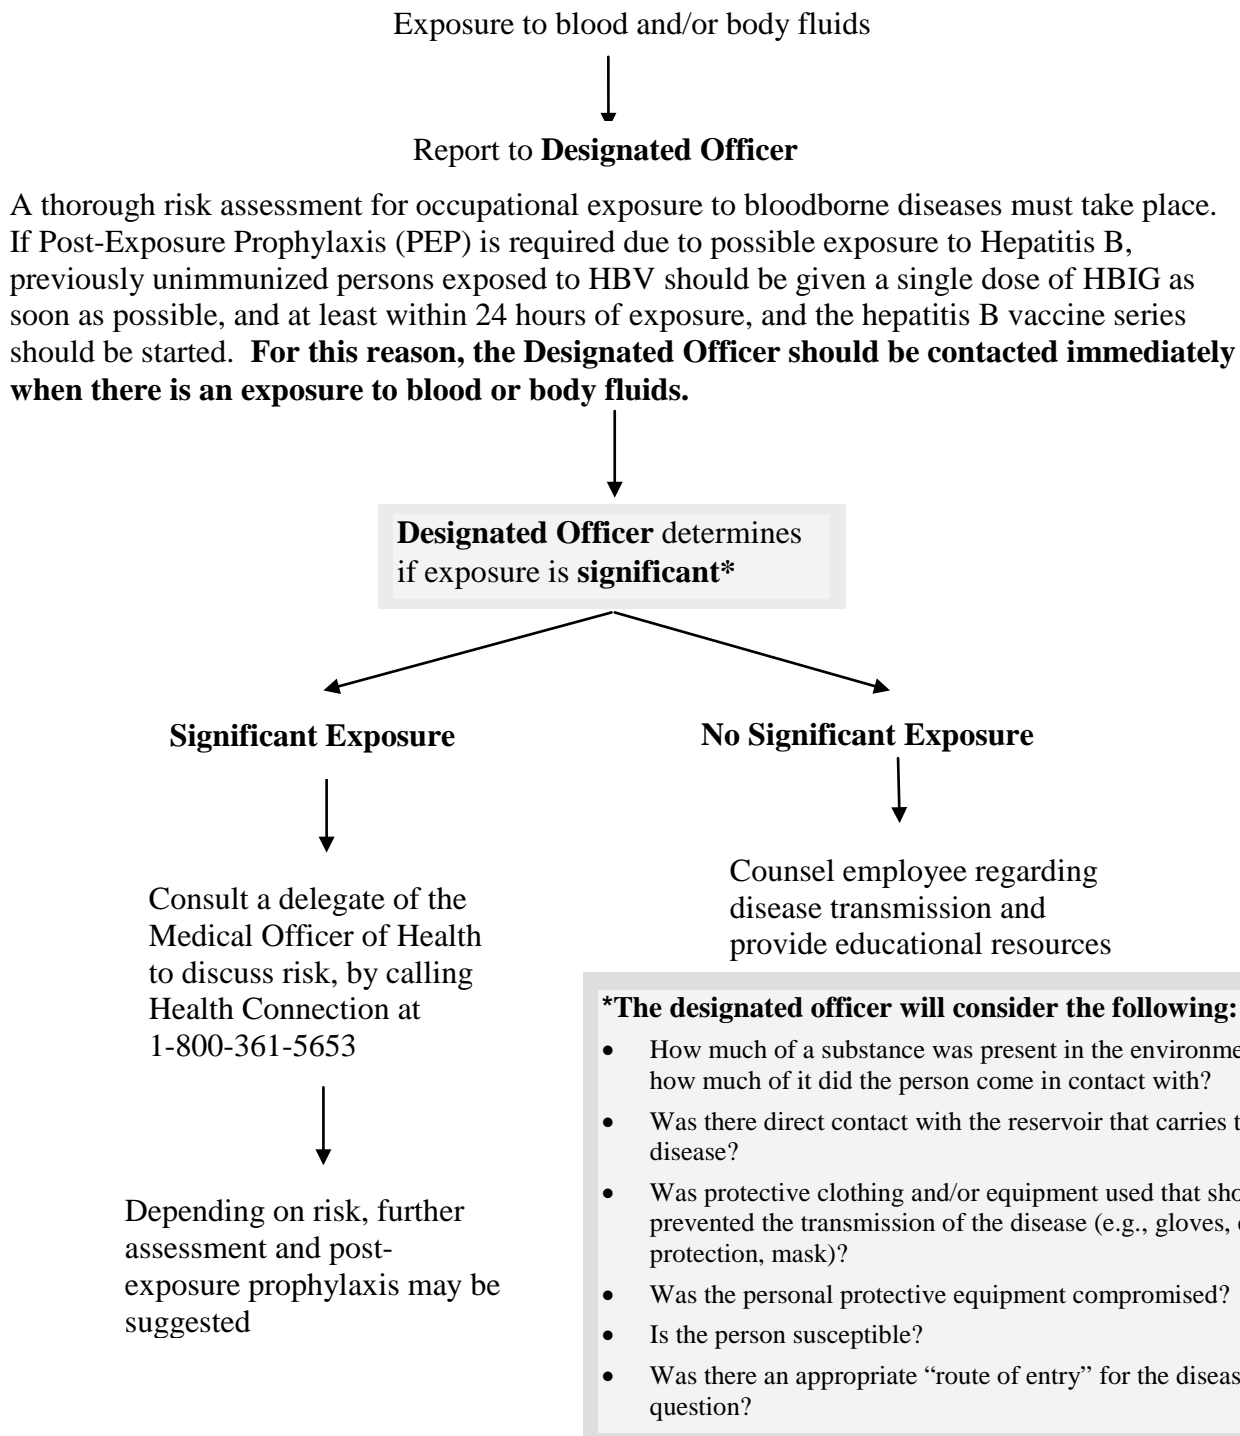 Exposure to blood and/or body fluids
Report to Designated Officer
A thorough risk assessment for occupational exposure to bloodborne diseases must take place.
If Post-Exposure Prophylaxis (PEP) is required due to possible exposure to Hepatitis B,
previously unimmunized persons exposed to HBV should be given a single dose of HBIG as
soon as possible, and at least within 24 hours of exposure, and the hepatitis B vaccine series
should be started.  For this reason, the Designated Officer should be contacted immediately
when there is an exposure to blood or body fluids.
Designated Officer determines
if exposure is significant*
Significant Exposure
No Significant Exposure
Consult a delegate of the
Medical Officer of Health
to discuss risk, by calling
Health Connection at
1-800-361-5653
Counsel employee regarding
disease transmission and
provide educational resources
Depending on risk, further
assessment and post-
exposure prophylaxis may be
suggested
*The designated officer will consider the following:
• How much of a substance was present in the
how much of it did the person come in contact with?
• Was there direct contact with the reservoir that carries
disease?
• Was protective clothing and/or equipment used that
prevented the transmission of the disease (e.g., gloves,
protection, mask)?
• Was the personal protective equipment compromised?
• Is the person susceptible?
• Was there an appropriate “route of entry” for the
question?